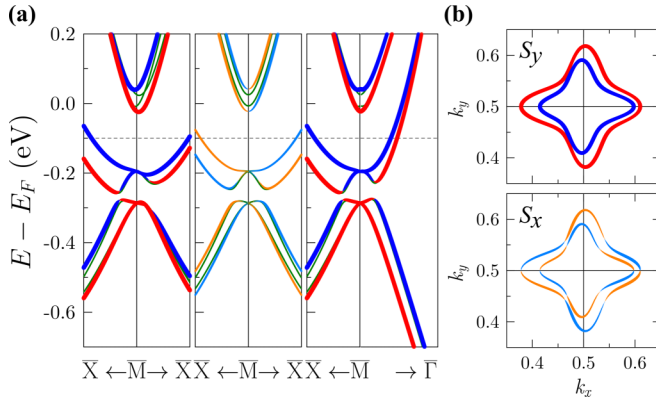 (a)
(b)
E − E_F (eV)
0.2
0.0
-0.2
-0.4
-0.6
X̅ ← M̅ → X̅
X̅ ← M̅ → X̅
X̅ ← M̅ → Γ̅
S_y
k_y
0.6
0.5
0.4
S_x
k_y
0.6
0.5
0.4
0.4 0.5 0.6
k_x